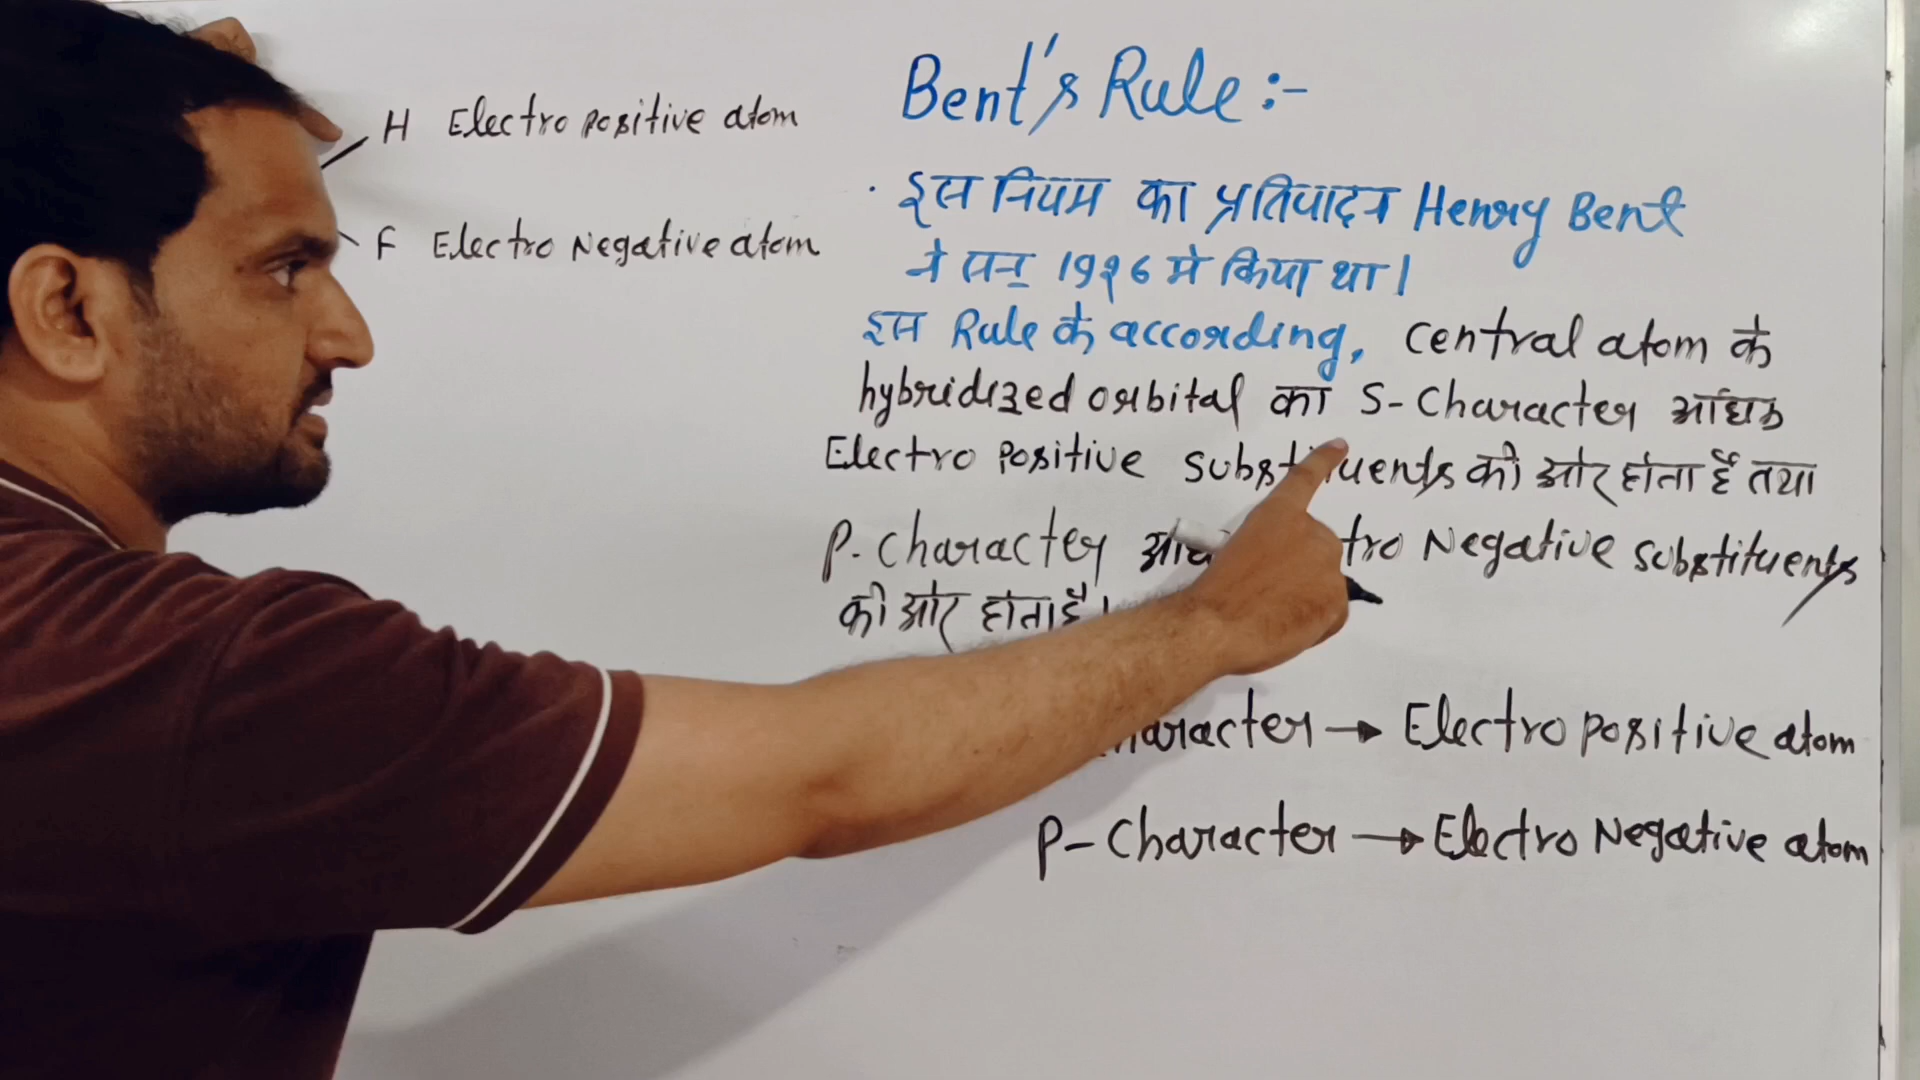 H Electro positive atom
F Electro Negative atom
Bent's Rule :-
· इस नियम का प्रतिपादन Henry Bent
ने सन् 1926 मे किया था।
इस Rule के according, central atom के
hybridized orbital का S-Character अधिक
Electro positive के ओर होता है तथा
P-Character Negative substituents
की ओर होता है।
→ Electro positive atom
P-Character → Electro Negative atom